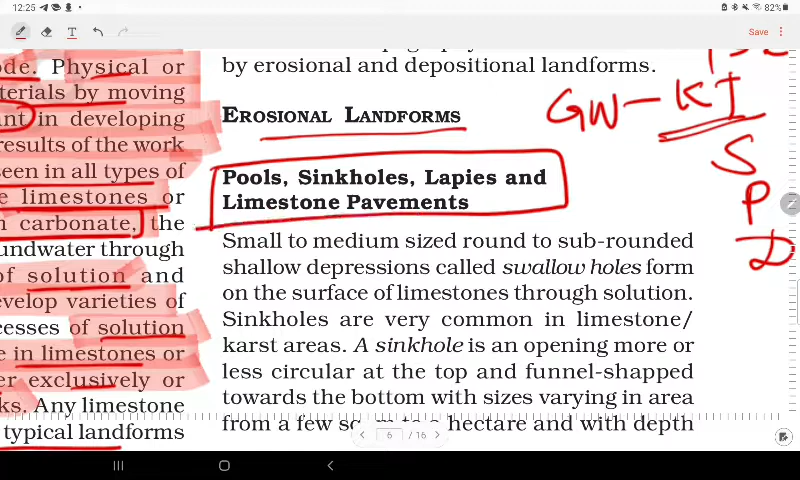 12:25
82%
T
Save
ode. Physical or
terials by moving
ant in developing
results of the work
seen in all types of
e limestones or
carbonate, the
undwater through
of solution and
evelop varieties of
cesses of solution
e in limestones or
er exclusively or
ks. Any limestone
typical landforms
by erosional and depositional landforms.
EROSIONAL LANDFORMS
Pools, Sinkholes, Lapies and
Limestone Pavements
Small to medium sized round to sub-rounded
shallow depressions called swallow holes form
on the surface of limestones through solution.
Sinkholes are very common in limestone/
karst areas. A sinkhole is an opening more or
less circular at the top and funnel-shaped
towards the bottom with sizes varying in area
from a few hectare and with depth
GW - KI
S
P
D
6 / 16